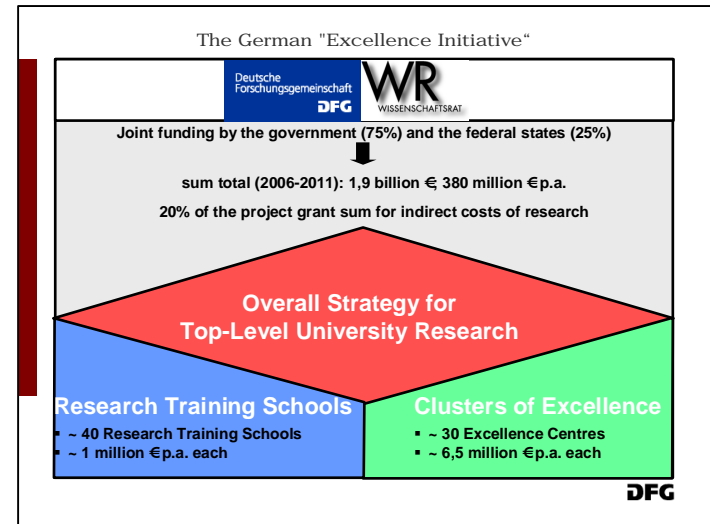 The German "Excellence Initiative“
Deutsche
Forschungsgemeinschaft
DFG
WR
WISSENSCHAFTSRAT
Joint funding by the government (75%) and the federal states (25%)
sum total (2006-2011): 1,9 billion €, 380 million € p.a.
20% of the project grant sum for indirect costs of research
Overall Strategy for
Top-Level University Research
Research Training Schools
▪ ~ 40 Research Training Schools
▪ ~ 1 million € p.a. each
Clusters of Excellence
▪ ~ 30 Excellence Centres
▪ ~ 6,5 million € p.a. each
DFG